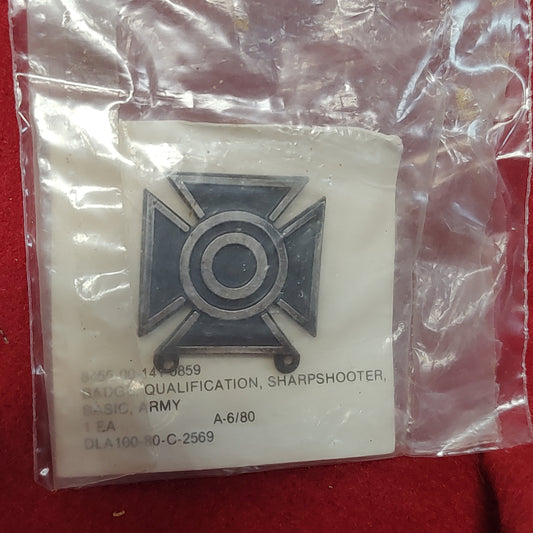 8455-00-141-0859
BADGE, QUALIFICATION, SHARPSHOOTER,
BASIC, ARMY
1 EA A-6/80
DLA100-80-C-2569